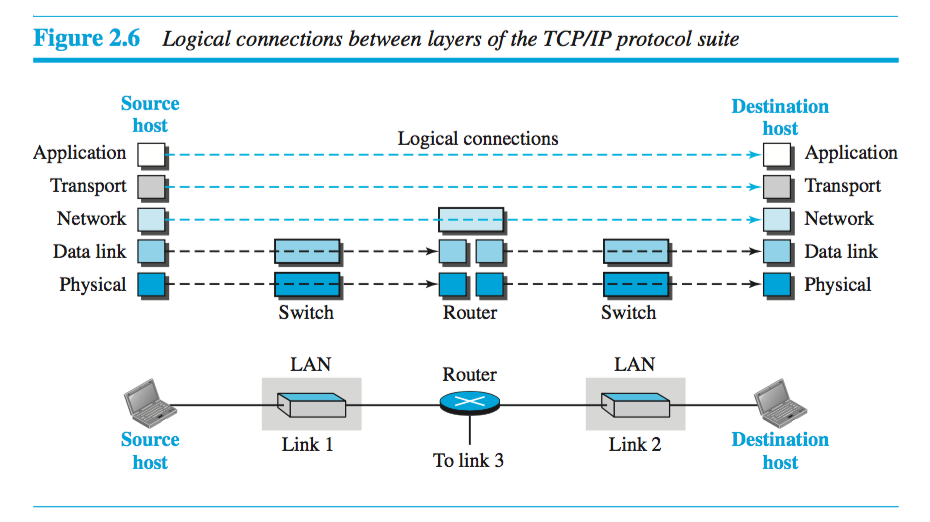 Figure 2.6 Logical connections between layers of the TCP/IP protocol suite
Source
host
Destination
host
Logical connections
Application
Application
Transport
Transport
Network
Network
Data link
Data link
Physical
Physical
Switch
Router
Switch
LAN
Router
LAN
Link 1
Link 2
To link 3
Source
host
Destination
host